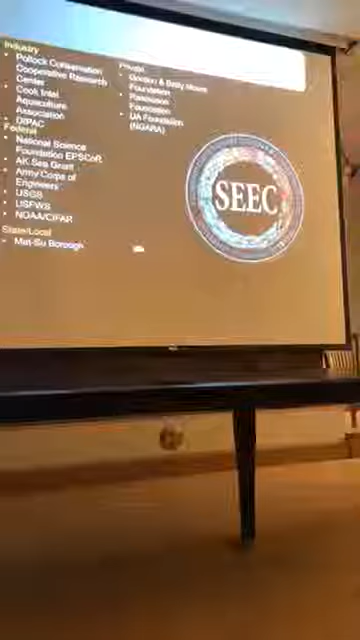 Industry
• Pollock Conservation
Cooperative Research
Center
• Cook Inlet
Aquaculture
Association
• DIPAC
Federal
• National Science
Foundation EPSCoR
• AK Sea Grant
• Army Corps of
Engineers
• USGS
• USFWS
• NOAA/CIFAR
State/Local
• Mat-Su Borough
Private
• Gordon & Betty Moore
Foundation
• Rasmuson
Foundation
• UA Foundation
(NGARA)
SEEC